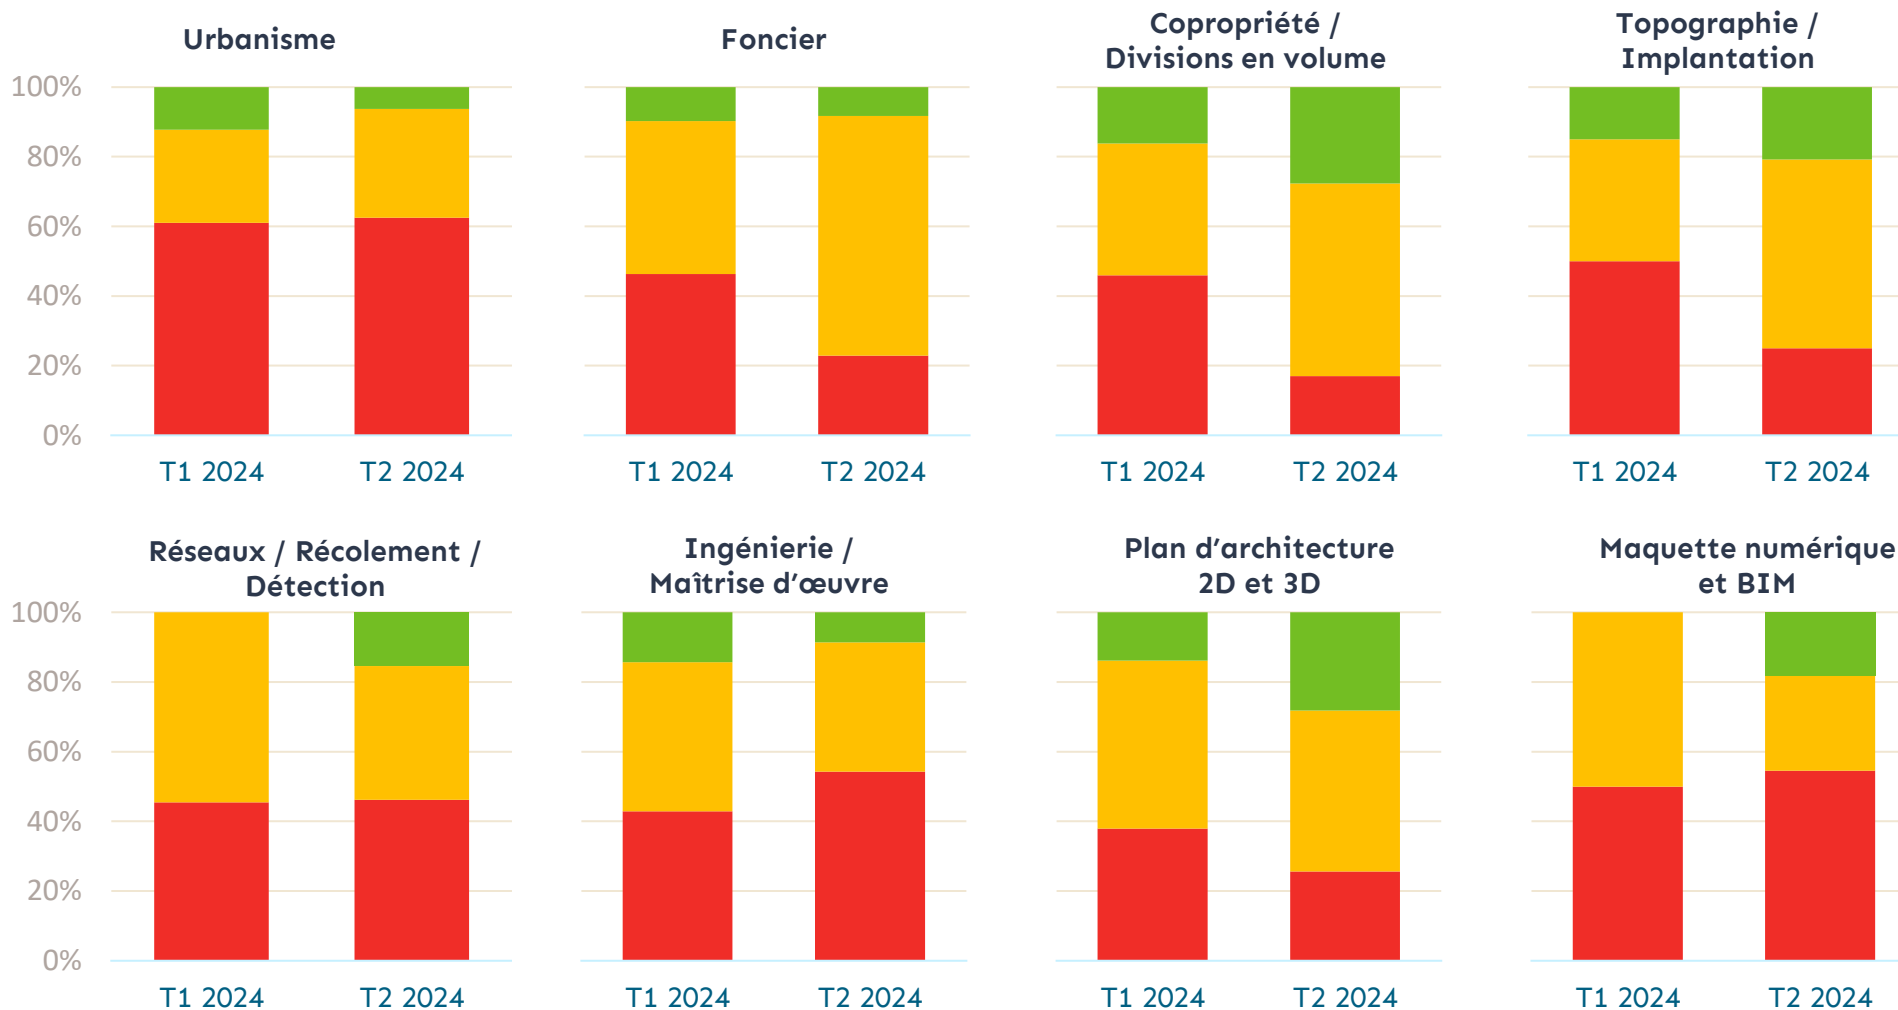 Urbanisme
Foncier
Copropriété /
Divisions en volume
Topographie /
Implantation
100%
80%
60%
40%
20%
0%
T1 2024
T2 2024
T1 2024
T2 2024
T1 2024
T2 2024
T1 2024
T2 2024
Réseaux / Récolement /
Détection
Ingénierie /
Maîtrise d’œuvre
Plan d’architecture
2D et 3D
Maquette numérique
et BIM
100%
80%
60%
40%
20%
0%
T1 2024
T2 2024
T1 2024
T2 2024
T1 2024
T2 2024
T1 2024
T2 2024